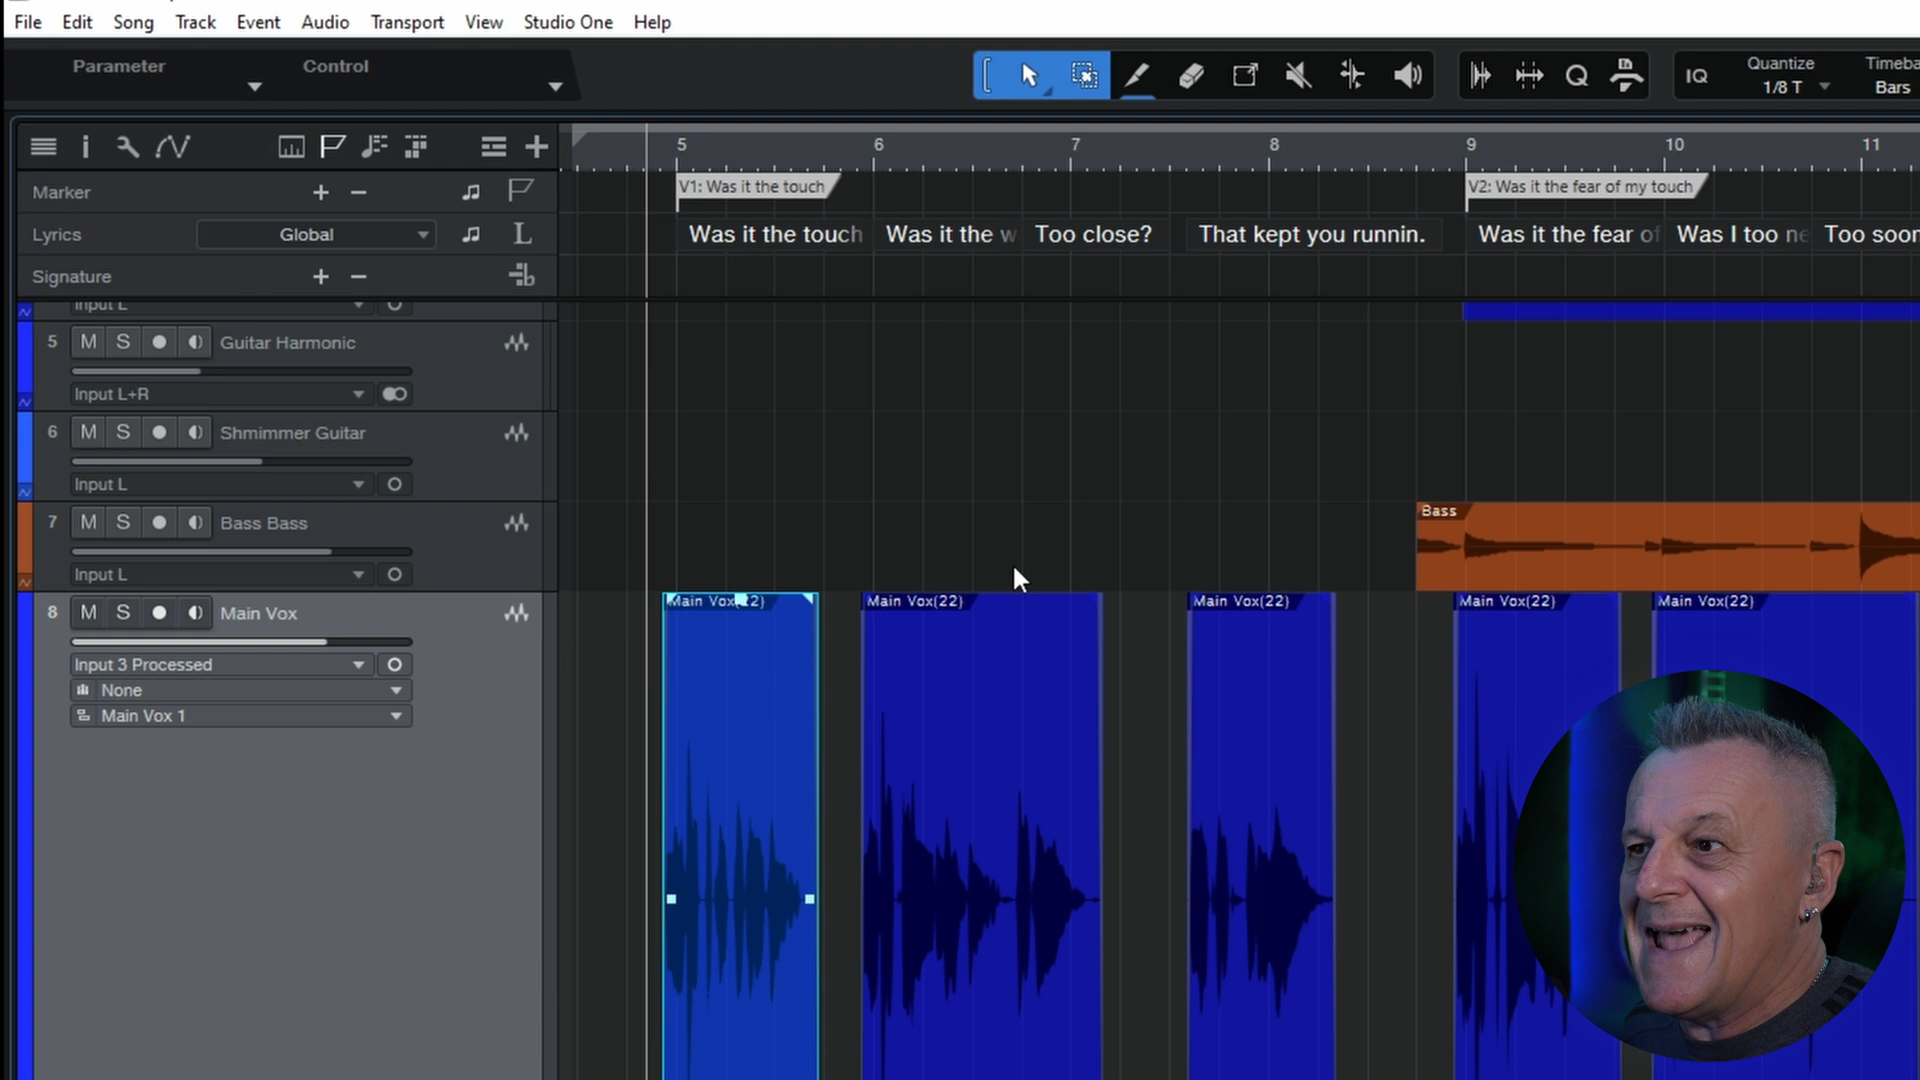 File Edit Song Track Event Audio Transport View Studio One Help
Parameter Control
IQ Quantize 1/8 T Bars
5 6 7 8 9 10 11
Marker
V1: Was it the touch V2: Was it the fear of my touch
Lyrics Global L
Was it the touch Was it the w Too close? That kept you runnin. Was it the fear of Was I too ne Too soon
Signature
Input L
5 M S Guitar Harmonic
Input L+R
6 M S Shmimmer Guitar
Input L
7 M S Bass Bass
Bass
Input L
8 M S Main Vox
Main Vox(22) Main Vox(22) Main Vox(22) Main Vox(22) Main Vox(22)
Input 3 Processed
None
Main Vox 1